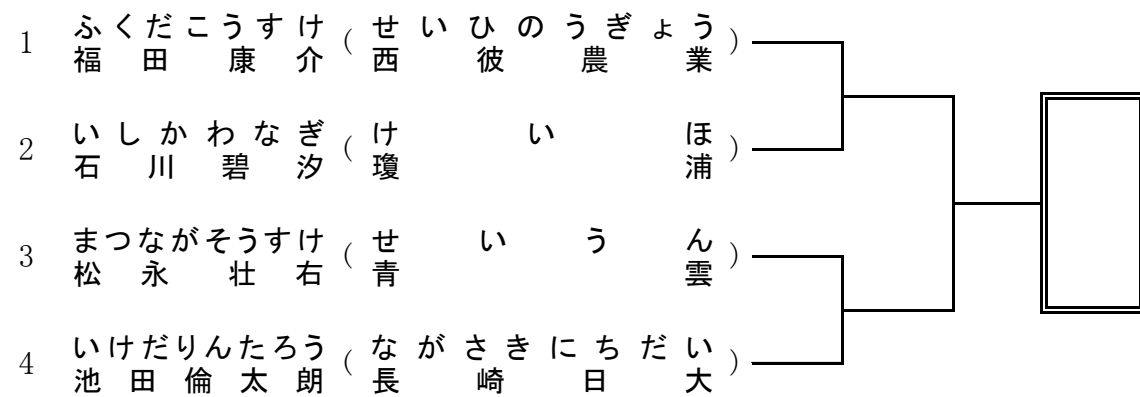 ふくだこうすけ せいひのうぎょう
1 福田康介 ( 西彼農業 )
いしかわなぎ けいほ
2 石川碧汐 ( 瓊浦 )
まつながそうすけ せいうん
3 松永壮右 ( 青雲 )
いけだりんたろう ながさきにちだい
4 池田倫太朗 ( 長崎日大 )